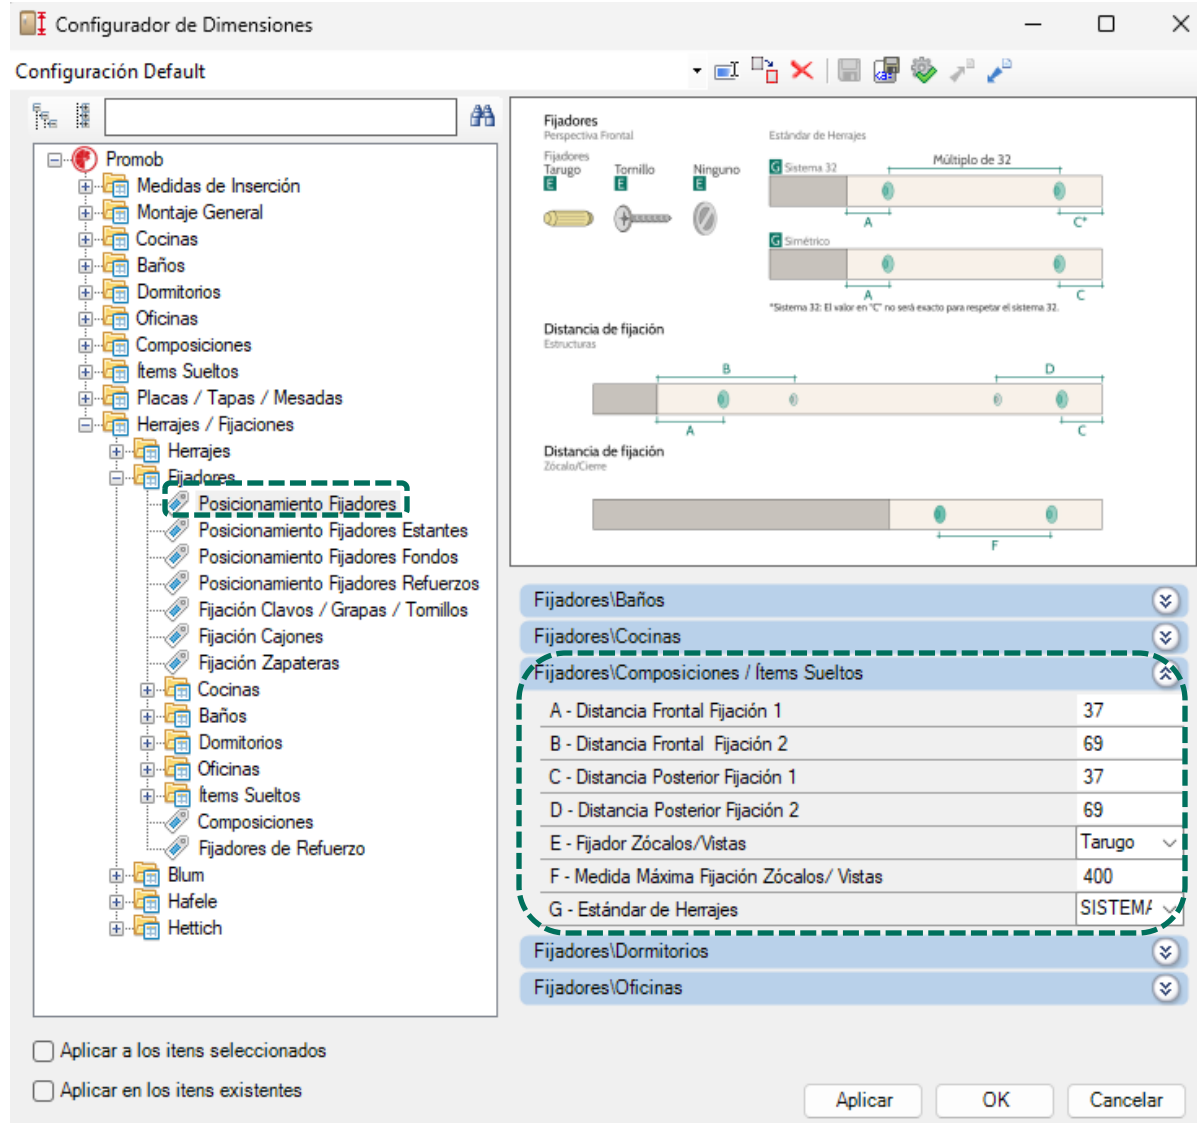 Configurador de Dimensiones
Configuración Default
Promob
Medidas de Inserción
Montaje General
Cocinas
Baños
Dormitorios
Oficinas
Composiciones
Ítems Sueltos
Placas / Tapas / Mesadas
Herrajes / Fijaciones
Herrajes
Fijadores
Posicionamiento Fijadores
Posicionamiento Fijadores Estantes
Posicionamiento Fijadores Fondos
Posicionamiento Fijadores Refuerzos
Fijación Clavos / Grapas / Tornillos
Fijación Cajones
Fijación Zapateras
Cocinas
Baños
Dormitorios
Oficinas
Ítems Sueltos
Composiciones
Fijadores de Refuerzo
Blum
Hafele
Hettich
Fijadores
Perspectiva Frontal
Estándar de Herrajes
Fijadores
Tarugo Tornillo Ninguno
E E E
G Sistema 32
Múltiplo de 32
A C*
G Simétrico
A C
*Sistema 32: El valor en "C" no será exacto para respetar el sistema 32.
Distancia de fijación
Estructuras
B D
A C
Distancia de fijación
Zócalo/Cierre
F
Fijadores\Baños
Fijadores\Cocinas
Fijadores\Composiciones / Ítems Sueltos
A - Distancia Frontal Fijación 1 37
B - Distancia Frontal Fijación 2 69
C - Distancia Posterior Fijación 1 37
D - Distancia Posterior Fijación 2 69
E - Fijador Zócalos/Vistas Tarugo
F - Medida Máxima Fijación Zócalos/ Vistas 400
G - Estándar de Herrajes SISTEMA
Fijadores\Dormitorios
Fijadores\Oficinas
Aplicar a los itens seleccionados
Aplicar en los itens existentes
Aplicar OK Cancelar